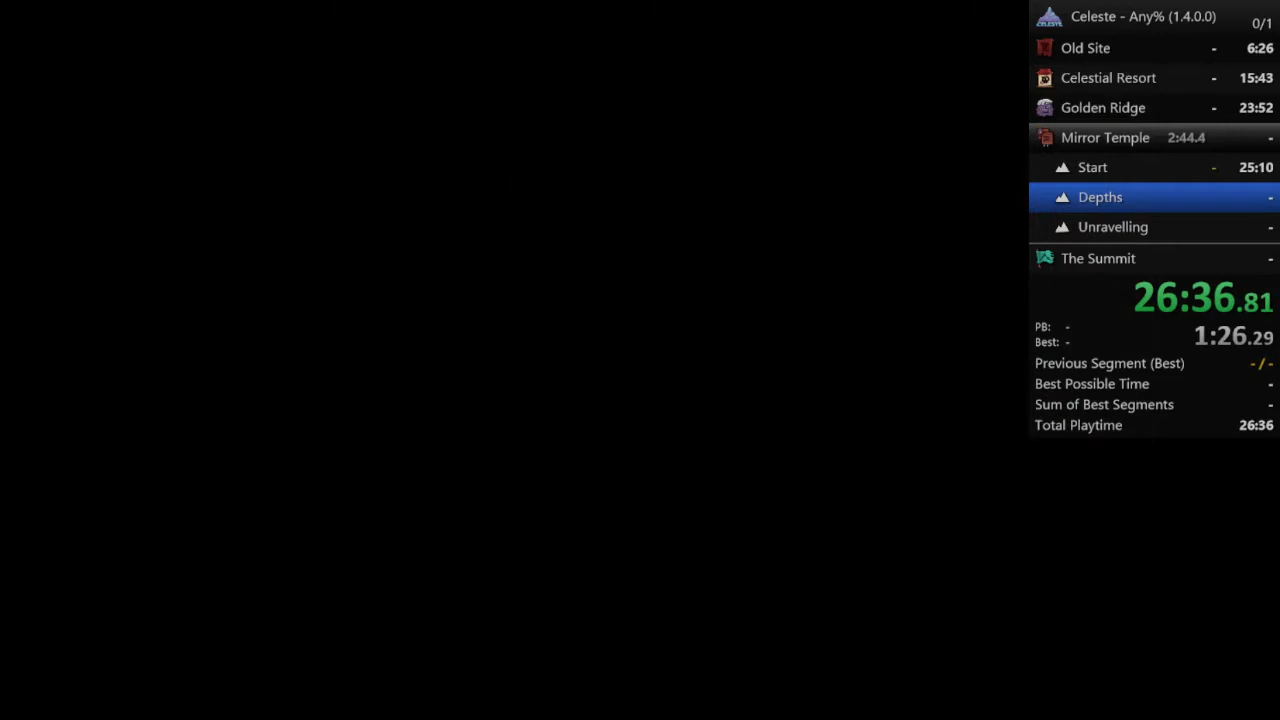 Celeste - Any% (1.4.0.0) 0/1
Old Site - 6:26
Celestial Resort - 15:43
Golden Ridge - 23:52
Mirror Temple 2:44.4 -
Start - 25:10
Depths -
Unravelling -
The Summit -
26:36.81
PB: -
1:26.29
Best: -
Previous Segment (Best) - / -
Best Possible Time -
Sum of Best Segments -
Total Playtime 26:36